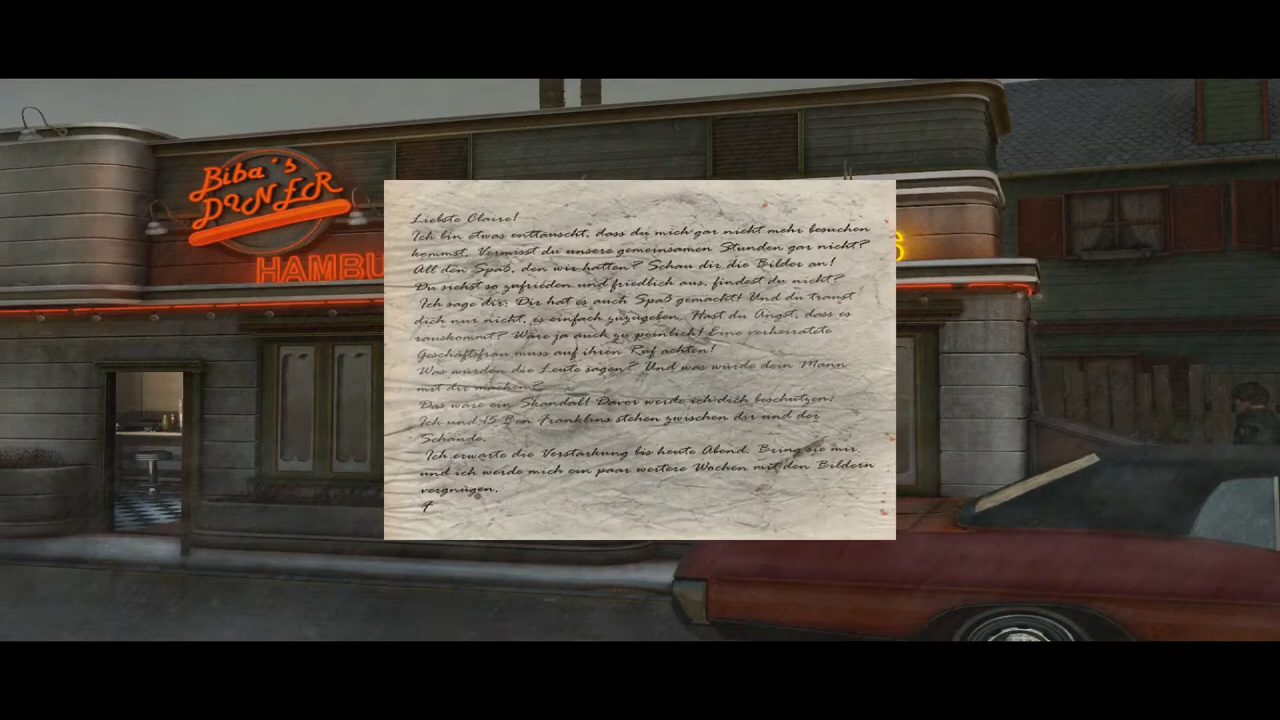 Biba's
DINER
HAMBU
S
Liebste Claire!
Ich bin etwas enttäuscht, dass du mich gar nicht mehr besuchen
kommst. Vermisst du unsere gemeinsamen Stunden gar nicht?
All den Spaß, den wir hatten? Schau dir die Bilder an!
Du siehst so zufrieden und friedlich aus, findest du nicht?
Ich sage dir: Dir hat es auch Spaß gemacht! Und du traust
dich nur nicht, es einfach zuzugeben. Hast du Angst, dass es
rauskommt? Wäre ja auch zu peinlich! Eine verheiratete
Geschäftsfrau muss auf ihren Ruf achten!
Was würden die Leute sagen? Und was würde dein Mann
mit dir machen?
Das wäre ein Skandal! Davor werde ich dich beschützen:
Ich und 15 Ben Franklins stehen zwischen dir und der
Schande.
Ich erwarte die Verstärkung bis heute Abend. Bring sie mir
und ich werde mich ein paar weitere Wochen mit den Bildern
vergnügen.